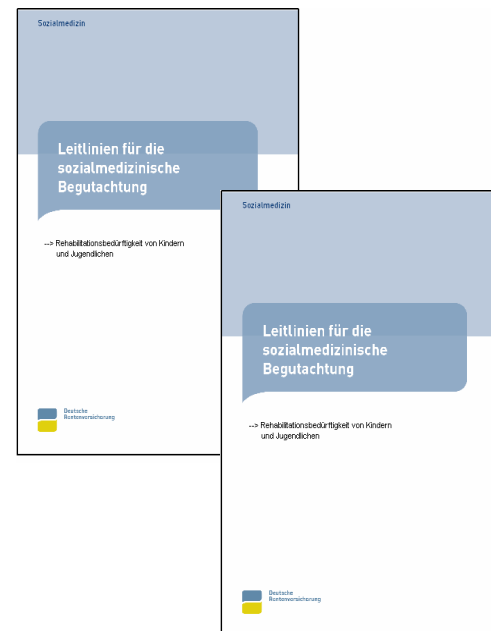 Sozialmedizin
Leitlinien für die
sozialmedizinische
Begutachtung
--> Rehabilitationsbedürftigkeit von Kindern
und Jugendlichen
Deutsche
Rentenversicherung
Sozialmedizin
Leitlinien für die
sozialmedizinische
Begutachtung
--> Rehabilitationsbedürftigkeit von Kindern
und Jugendlichen
Deutsche
Rentenversicherung